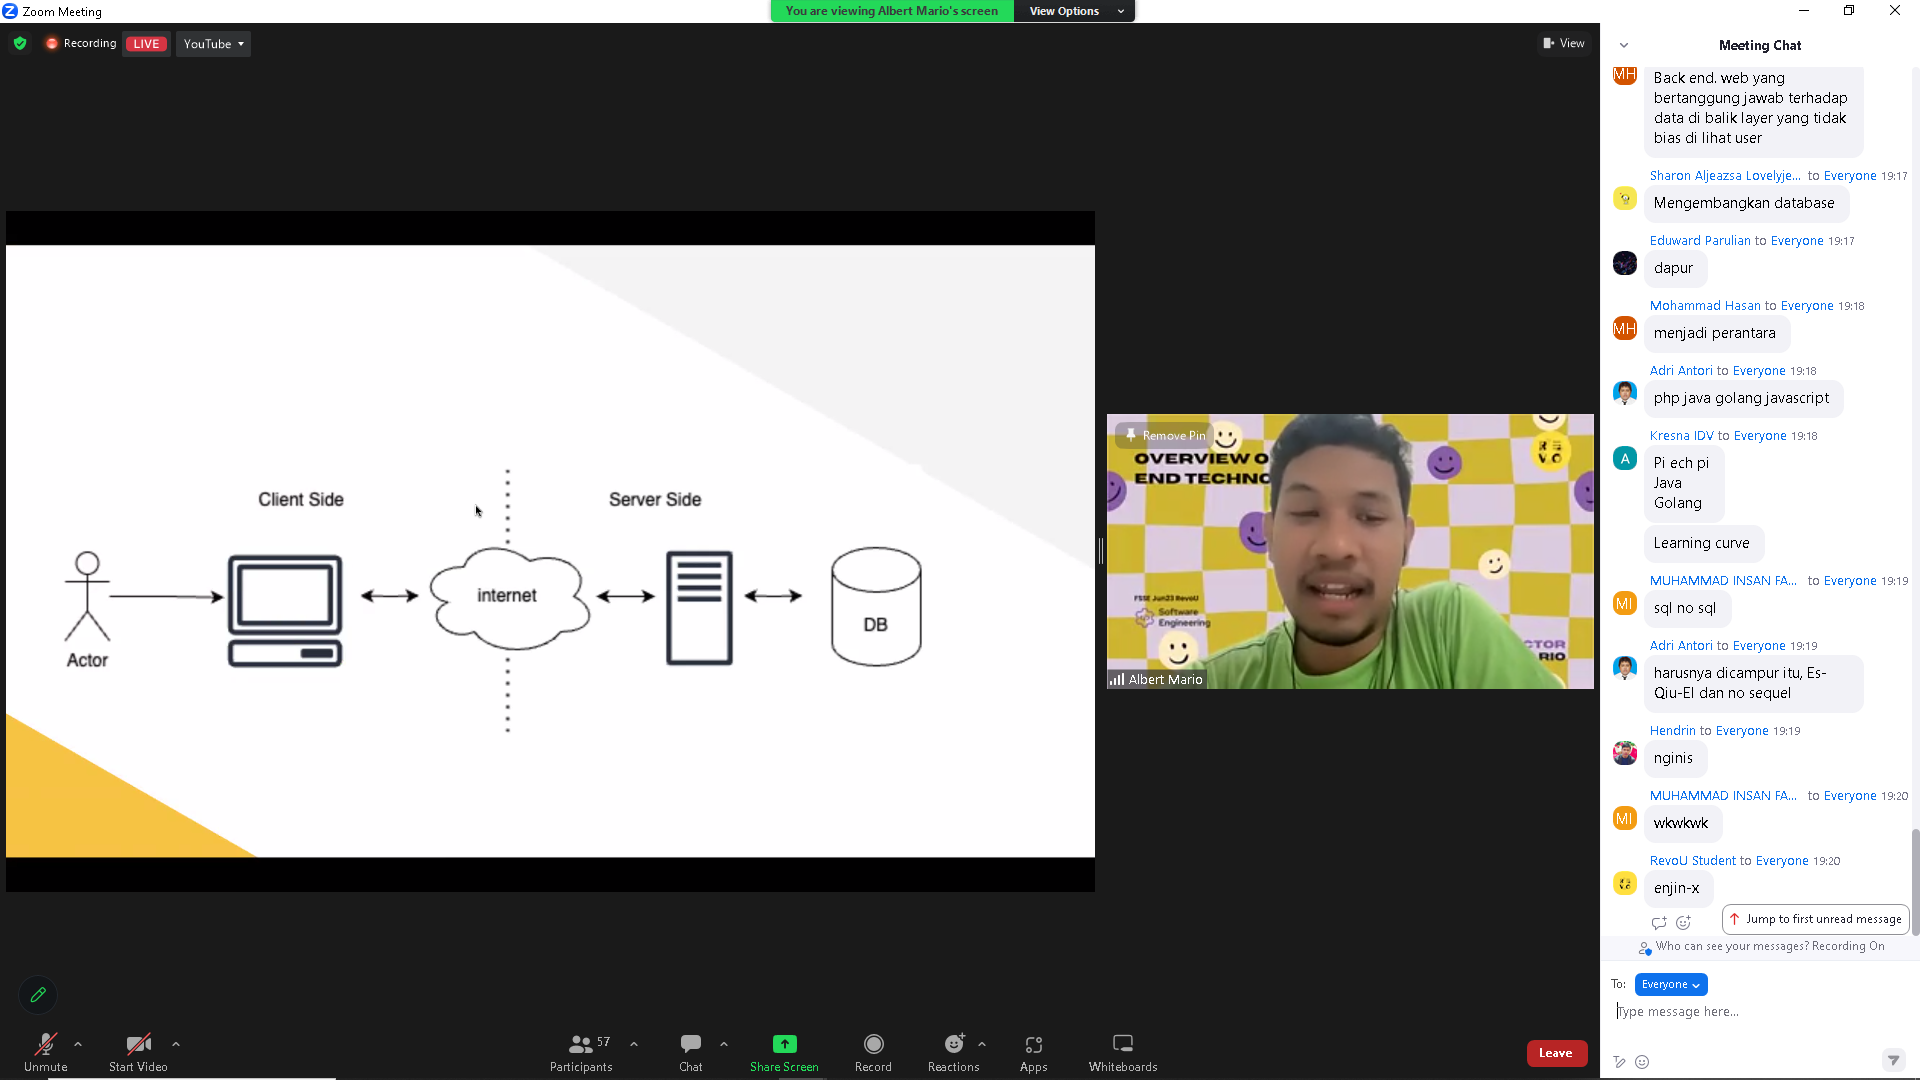 Zoom Meeting
You are viewing Albert Mario's screen
View Options
Recording
LIVE
YouTube
View
Client Side
Server Side
internet
DB
Actor
Remove Pin
OVERVIEW O
END TECHNO
FSSE Jun23 RevoU
Software
Engineering
CTOR
RIO
Albert Mario
Meeting Chat
MH
Back end. web yang
bertanggung jawab terhadap
data di balik layer yang tidak
bias di lihat user
Sharon Aljeazsa Lovelyje... to Everyone 19:17
Mengembangkan database
Eduward Parulian to Everyone 19:17
dapur
Mohammad Hasan to Everyone 19:18
MH
menjadi perantara
Adri Antori to Everyone 19:18
php java golang javascript
Kresna IDV to Everyone 19:18
A
Pi ech pi
Java
Golang
Learning curve
MUHAMMAD INSAN FA... to Everyone 19:19
MI
sql no sql
Adri Antori to Everyone 19:19
harusnya dicampur itu, Es-
Qiu-El dan no sequel
Hendrin to Everyone 19:19
nginis
MUHAMMAD INSAN FA... to Everyone 19:20
MI
wkwkwk
RevoU Student to Everyone 19:20
enjin-x
Jump to first unread message
Who can see your messages? Recording On
To: Everyone
Type message here...
Unmute
Start Video
57
Participants
Chat
Share Screen
Record
Reactions
Apps
Whiteboards
Leave